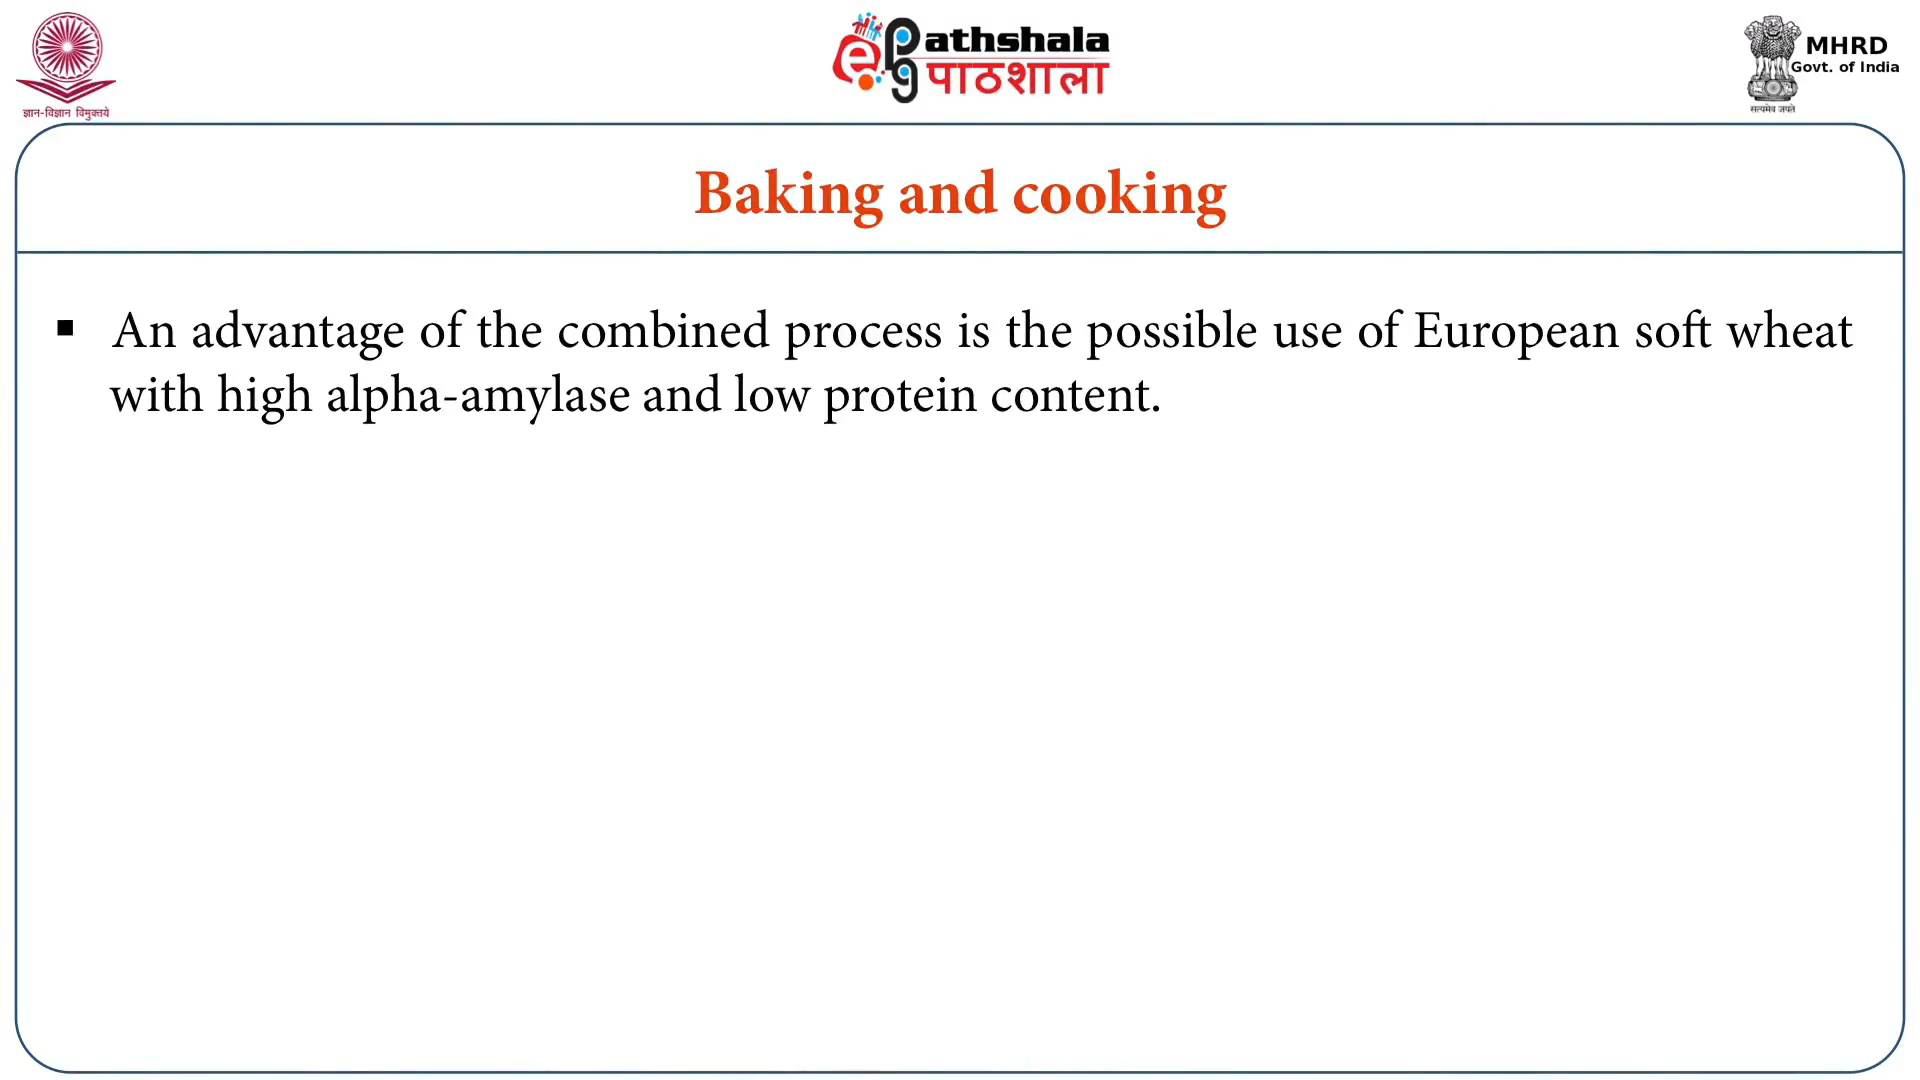 ज्ञान-विज्ञान विमुक्तये
e Pathshala
पाठशाला
MHRD
Govt. of India
सत्यमेव जयते
Baking and cooking
▪ An advantage of the combined process is the possible use of European soft wheat
with high alpha-amylase and low protein content.